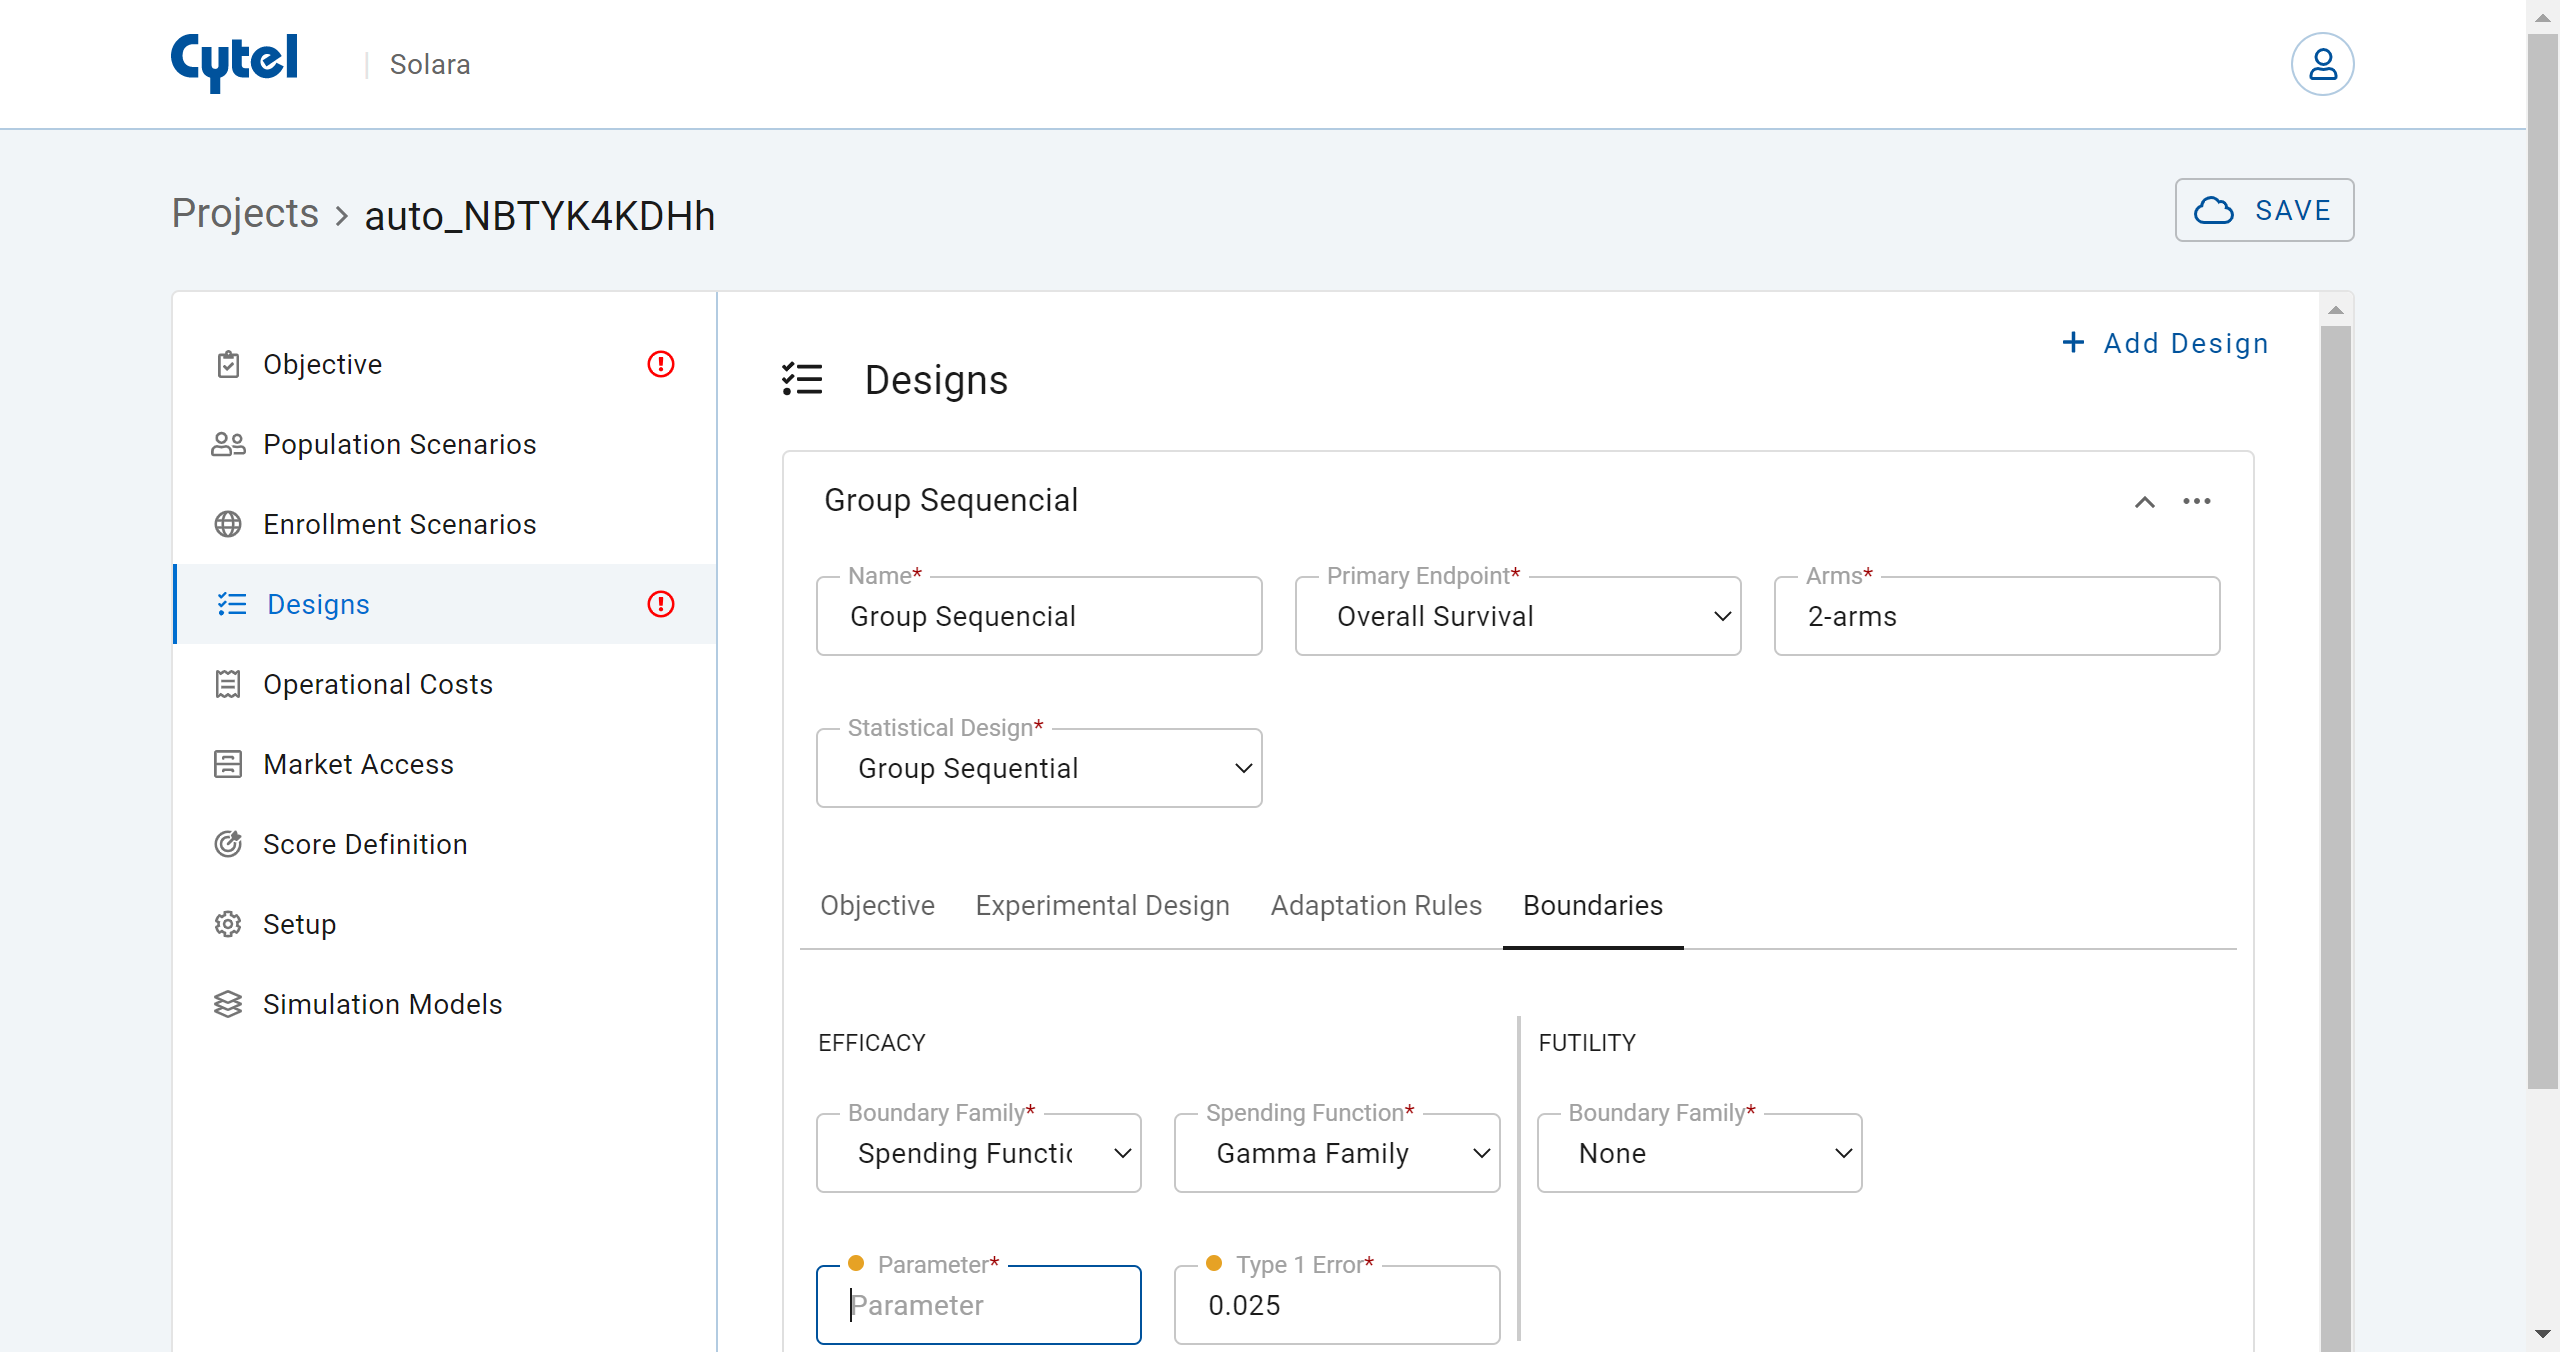 Cytel | Solara
Projects > auto_NBTYK4KDHh
SAVE
Objective
Population Scenarios
Enrollment Scenarios
Designs
Operational Costs
Market Access
Score Definition
Setup
Simulation Models
+ Add Design
Designs
Group Sequencial
Name* Primary Endpoint* Arms*
Group Sequencial Overall Survival 2-arms
Statistical Design*
Group Sequential
Objective Experimental Design Adaptation Rules Boundaries
EFFICACY FUTILITY
Boundary Family* Spending Function* Boundary Family*
Spending Functic Gamma Family None
Parameter* Type 1 Error*
Parameter 0.025